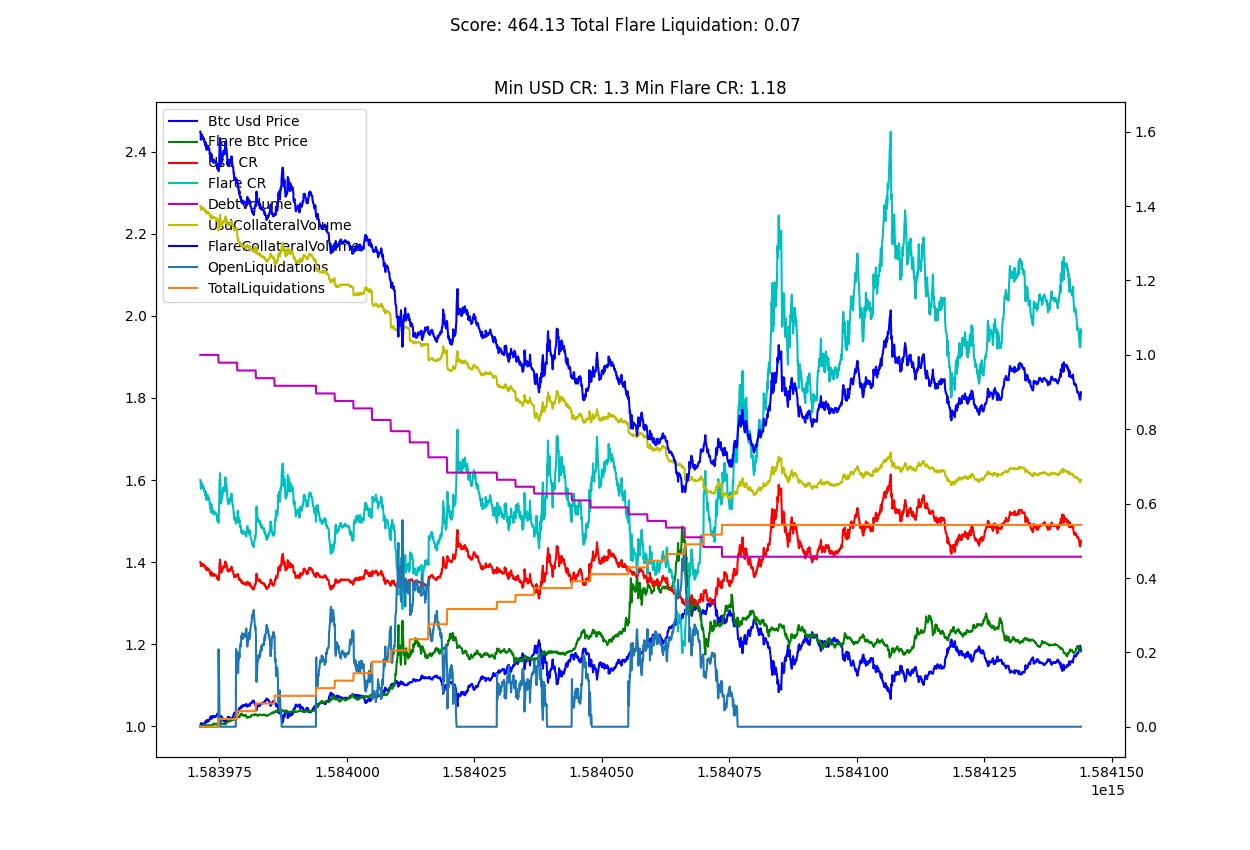 Score: 464.13 Total Flare Liquidation: 0.07
Min USD CR: 1.3 Min Flare CR: 1.18
Btc Usd Price
Flare Btc Price
Usd CR
Flare CR
DebtVolume
UsdCollateralVolume
FlareCollateralVolume
OpenLiquidations
TotalLiquidations
2.4
2.2
2.0
1.8
1.6
1.4
1.2
1.0
1.6
1.4
1.2
1.0
0.8
0.6
0.4
0.2
0.0
1.583975
1.584000
1.584025
1.584050
1.584075
1.584100
1.584125
1.584150
1e15